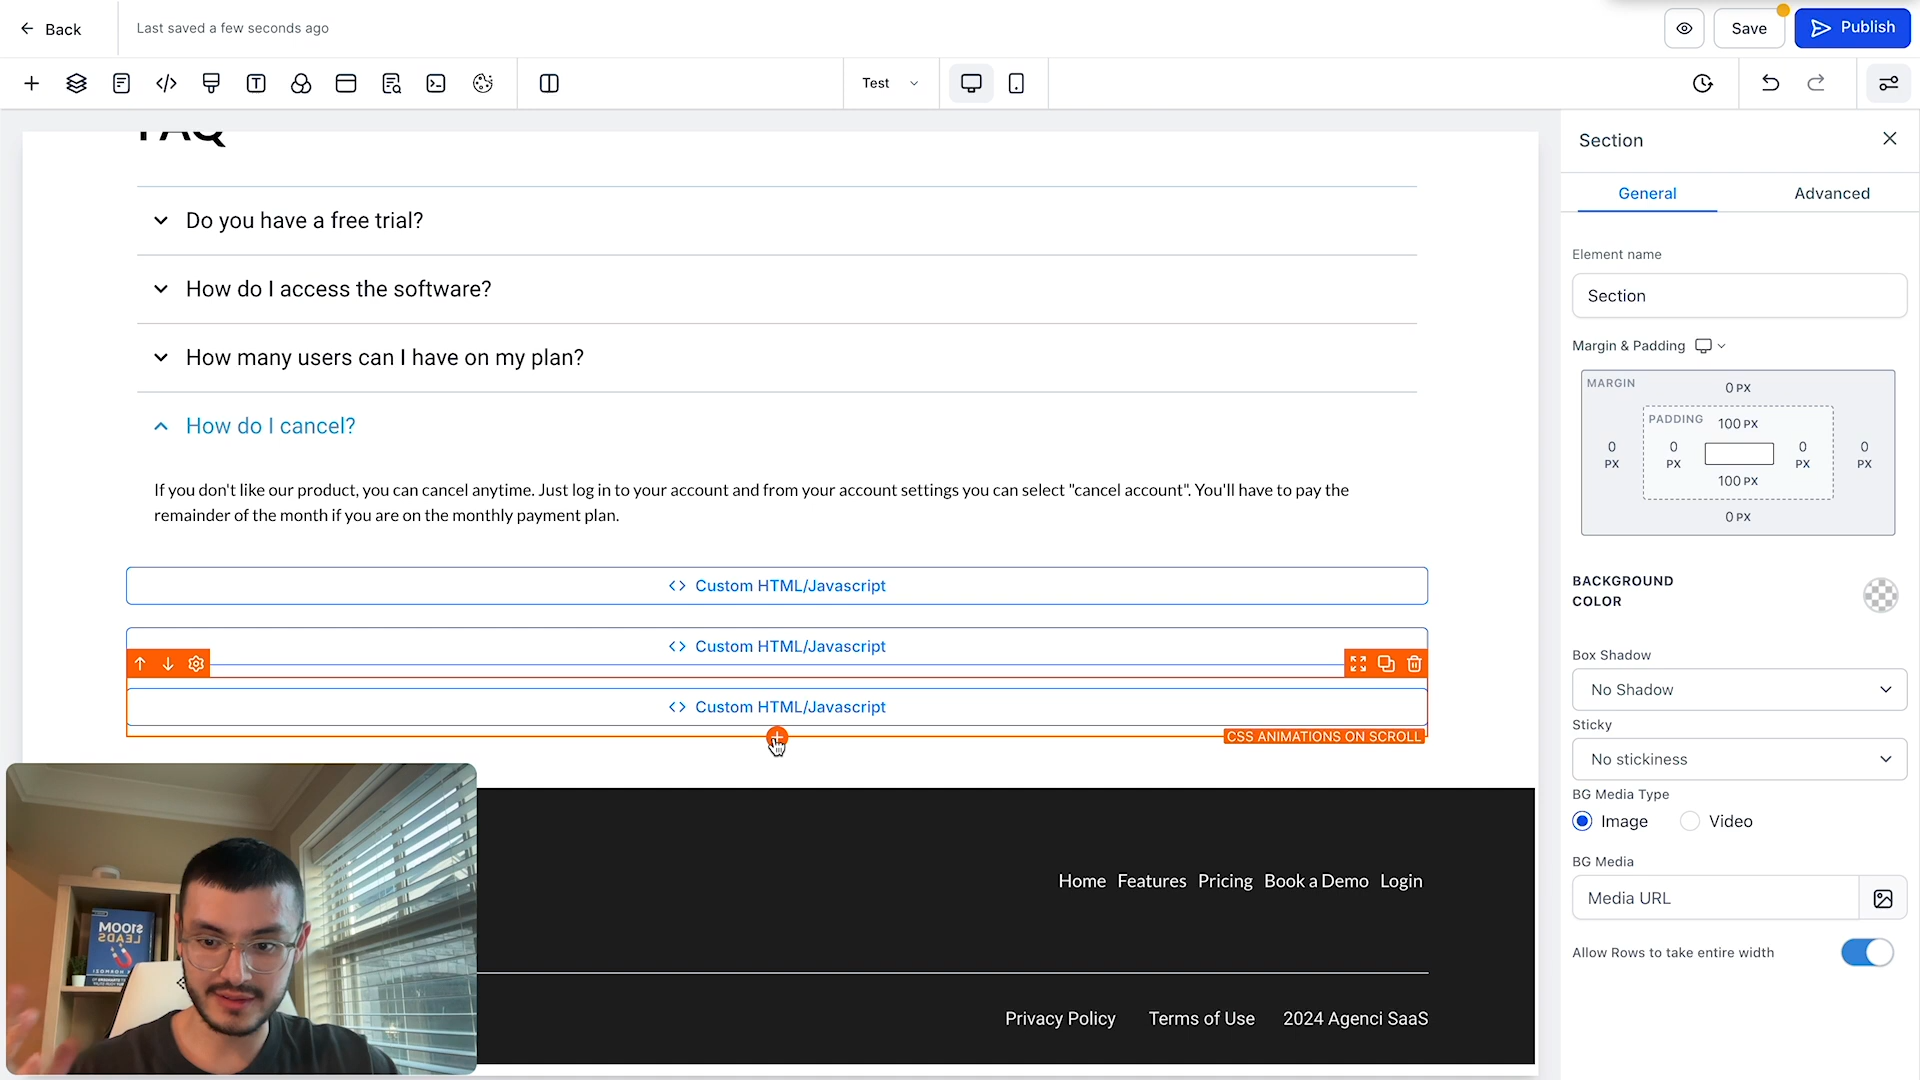 Back
Last saved a few seconds ago
Save
Publish
Test
FAQ
Do you have a free trial?
How do I access the software?
How many users can I have on my plan?
How do I cancel?
If you don't like our product, you can cancel anytime. Just log in to your account and from your account settings you can select "cancel account". You'll have to pay the
remainder of the month if you are on the monthly payment plan.
Custom HTML/Javascript
Custom HTML/Javascript
Custom HTML/Javascript
CSS ANIMATIONS ON SCROLL
Home Features Pricing Book a Demo Login
Privacy Policy Terms of Use 2024 Agenci SaaS
$100M
LEADS
Section
General Advanced
Element name
Section
Margin & Padding
MARGIN
0 PX
PADDING
100 PX
0 PX
0 PX
0 PX
0 PX
100 PX
0 PX
BACKGROUND
COLOR
Box Shadow
No Shadow
Sticky
No stickiness
BG Media Type
Image Video
BG Media
Media URL
Allow Rows to take entire width